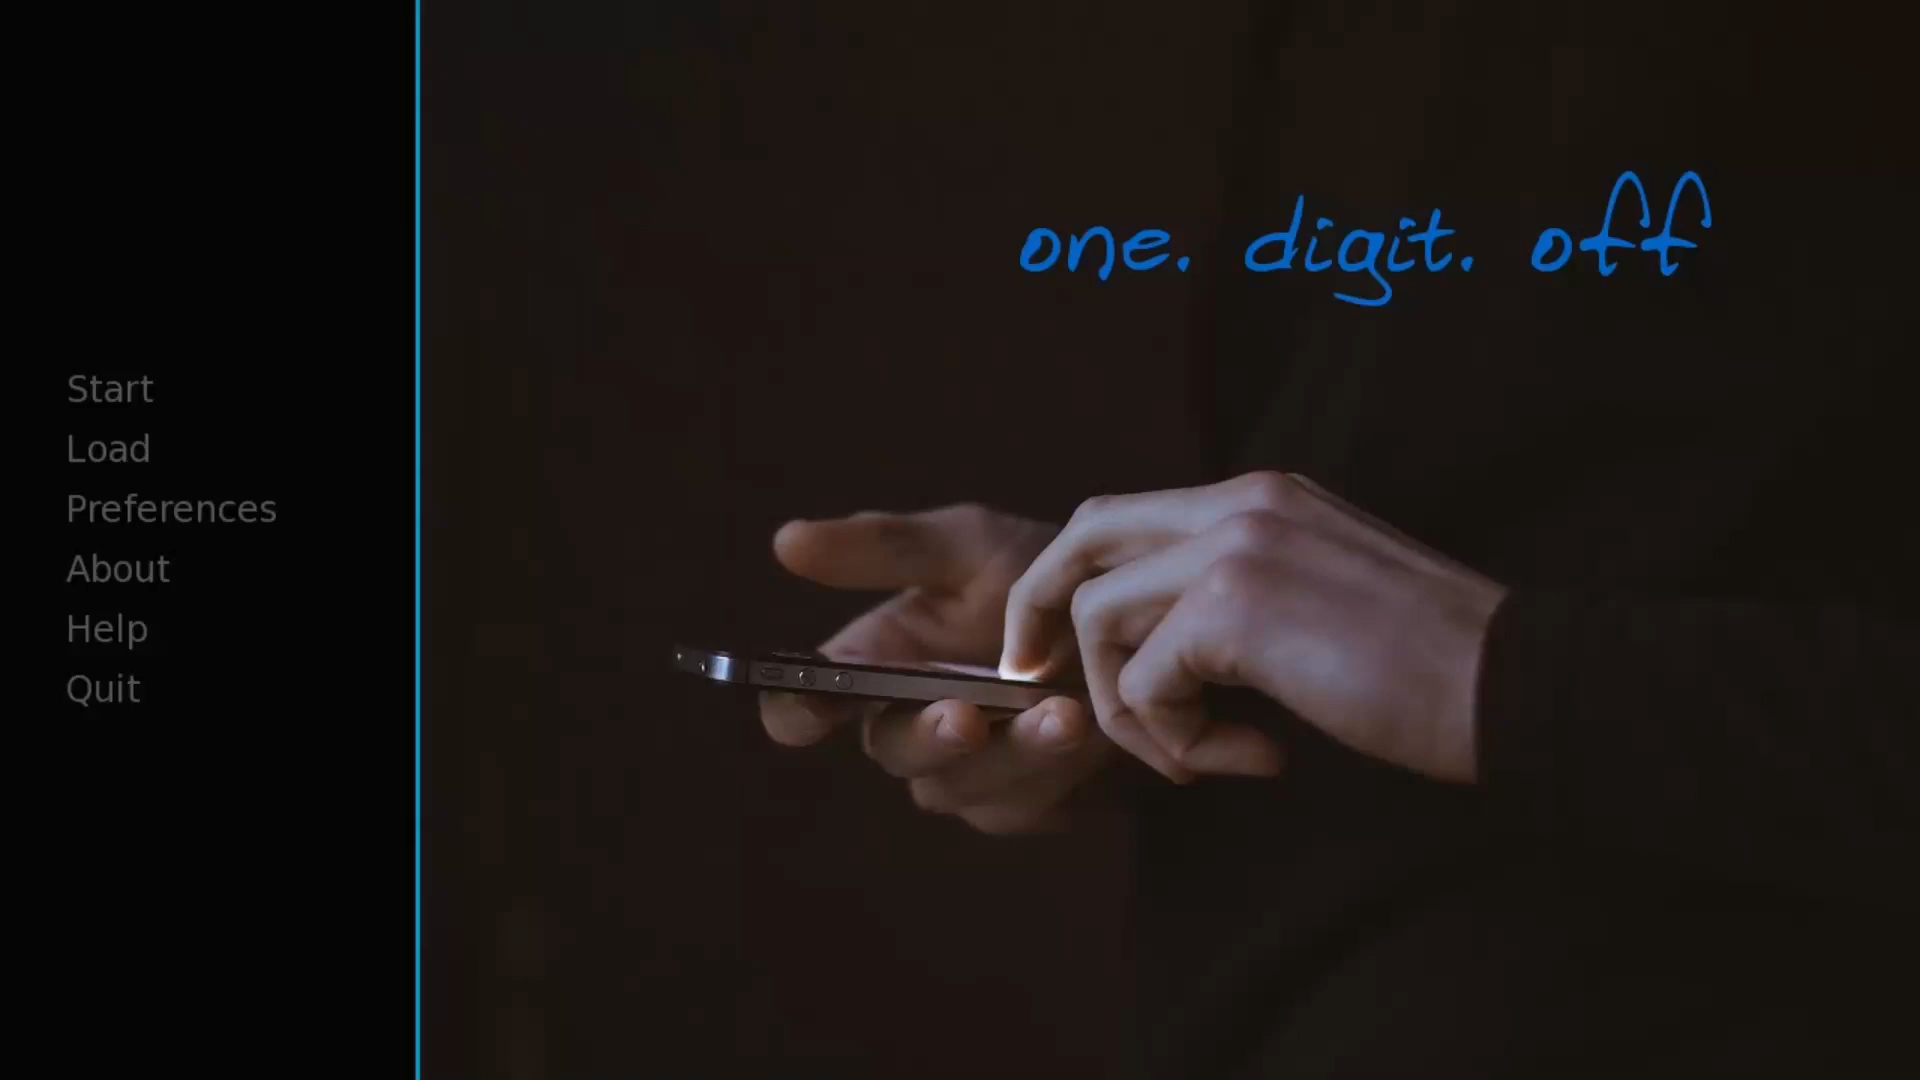 one. digit. off
Start
Load
Preferences
About
Help
Quit